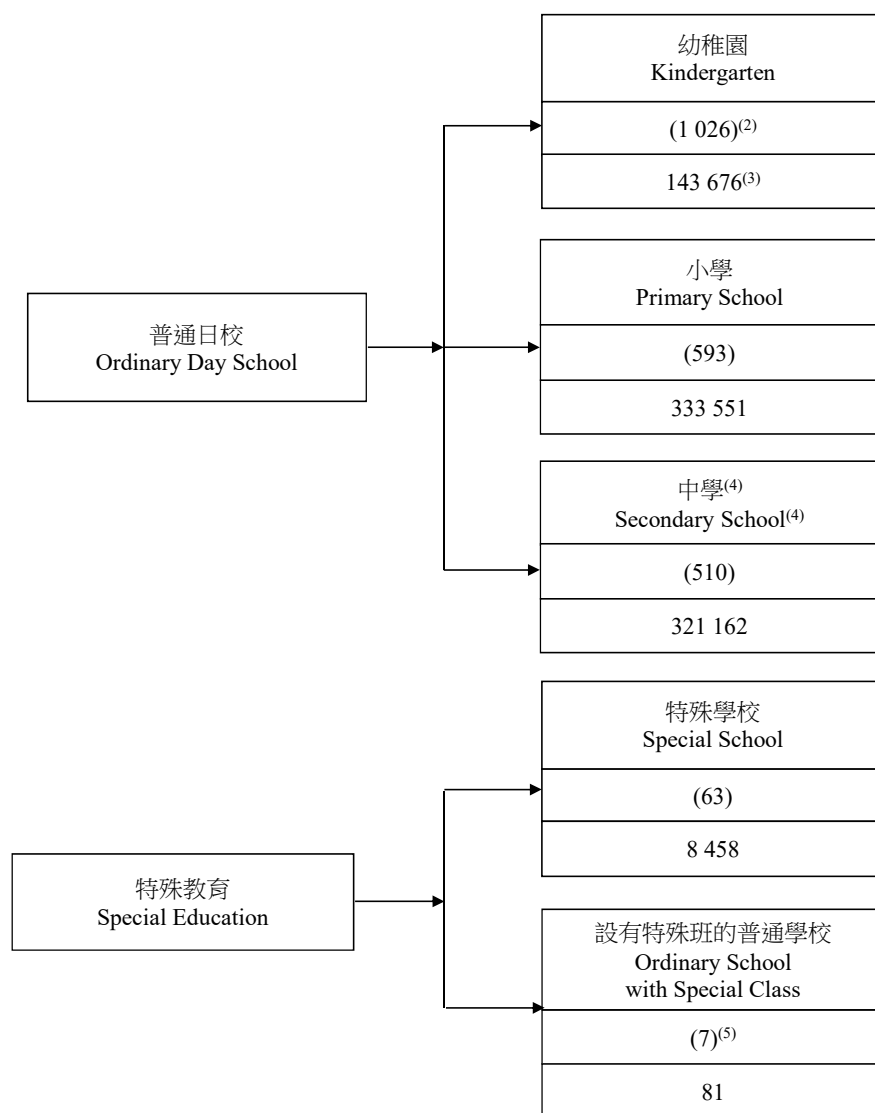 幼稚園
Kindergarten
(1 026)(2)
143 676(3)
小學
Primary School
(593)
333 551
普通日校
Ordinary Day School
中學(4)
Secondary School(4)
(510)
321 162
特殊學校
Special School
(63)
8 458
特殊教育
Special Education
設有特殊班的普通學校
Ordinary School
with Special Class
(7)(5)
81